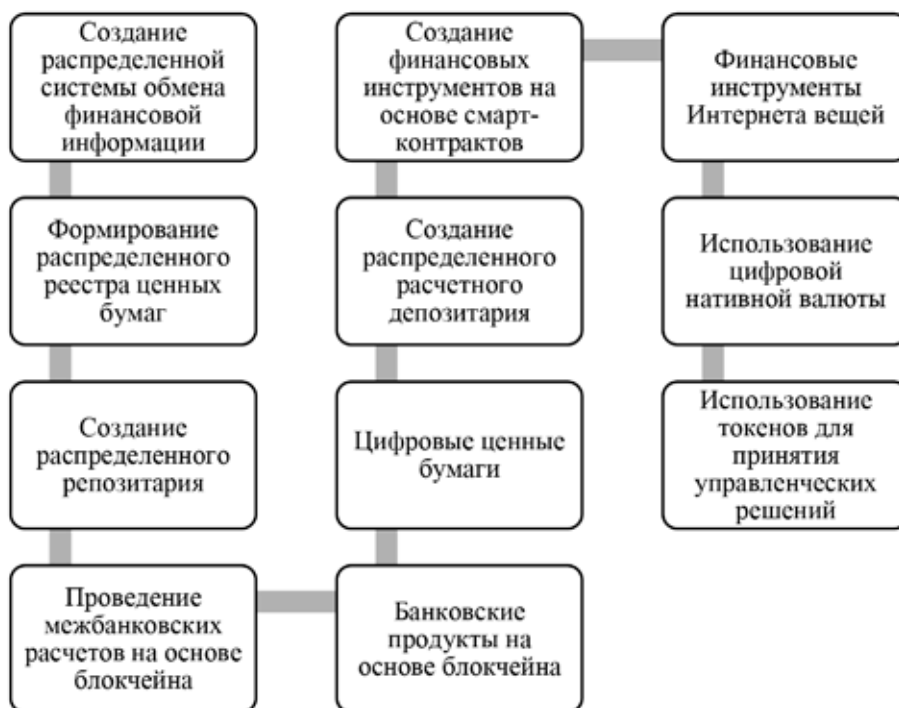 Создание
распределенной
системы обмена
финансовой
информации
Формирование
распределенного
реестра ценных
бумаг
Создание
распределенного
репозитария
Проведение
межбанковских
расчетов на основе
блокчейна
Банковские
продукты на
основе блокчейна
Цифровые ценные
бумаги
Создание
распределенного
расчетного
депозитария
Создание
финансовых
инструментов на
основе смарт-
контрактов
Финансовые
инструменты
Интернета вещей
Использование
цифровой
нативной валюты
Использование
токенов для
принятия
управленческих
решений